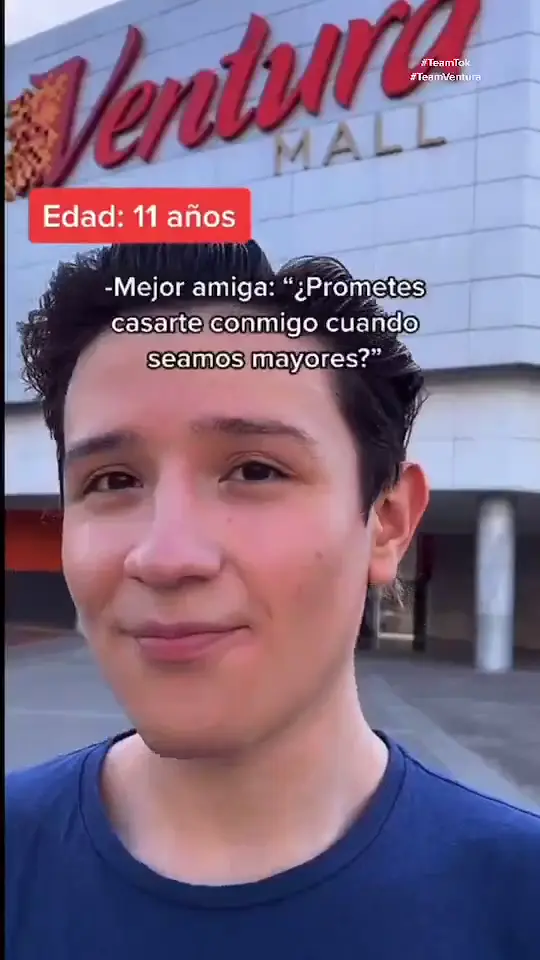 #TeamTok
#TeamVentura
Ventura
MALL
Edad: 11 años
-Mejor amiga: “¿Prometes
casarte conmigo cuando
seamos mayores?”